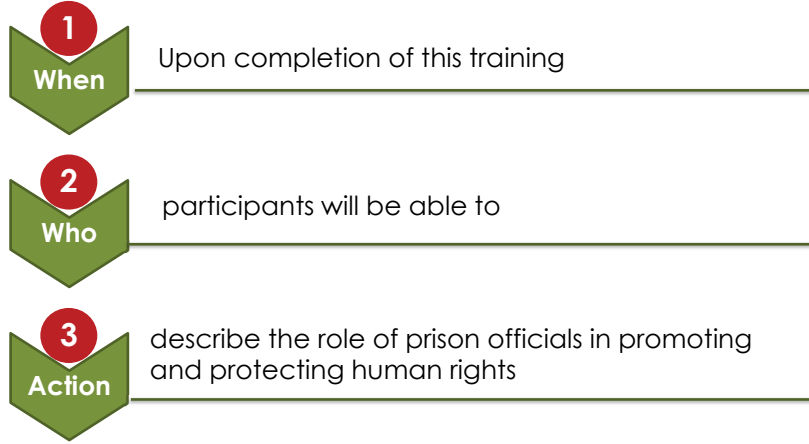 1
When
Upon completion of this training
2
Who
participants will be able to
3
Action
describe the role of prison officials in promoting
and protecting human rights